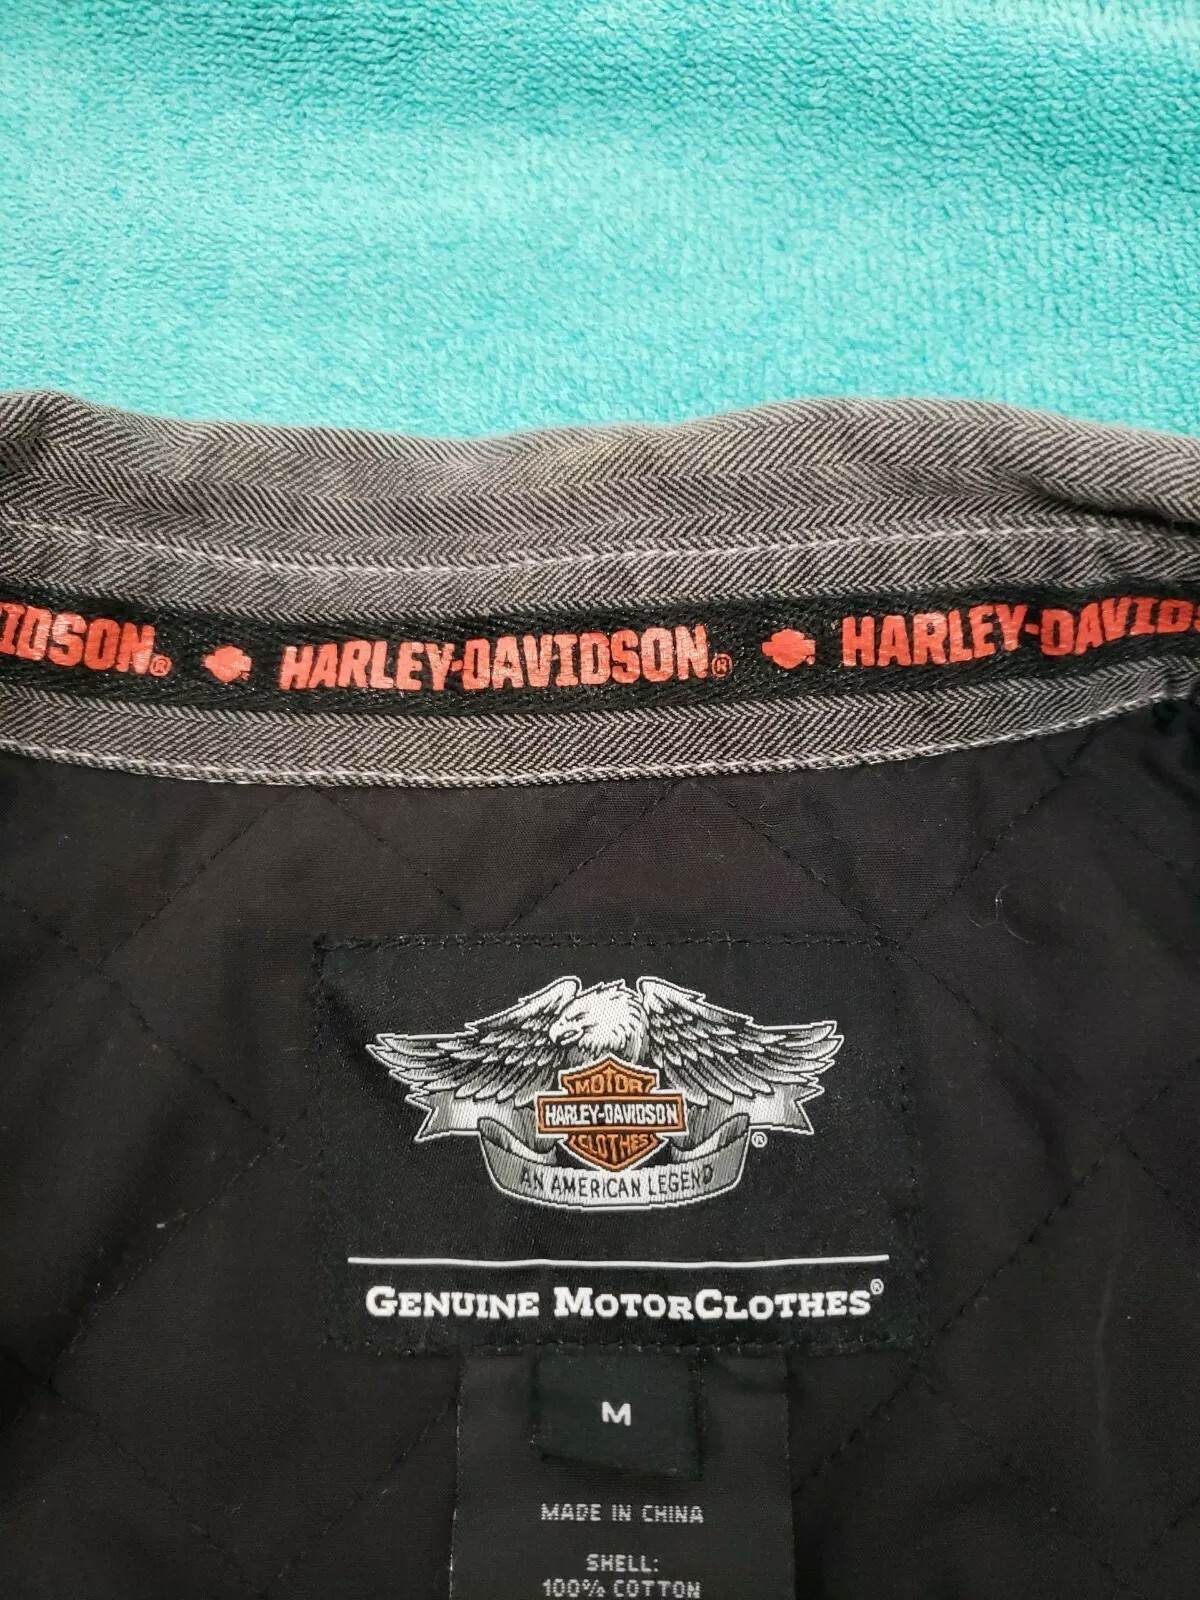 IDSON® HARLEY-DAVIDSON® HARLEY-DAVIDS
MOTOR
HARLEY-DAVIDSON
CLOTHES
®
AN AMERICAN LEGEND
GENUINE MOTORCLOTHES®
M
MADE IN CHINA
SHELL:
100% COTTON